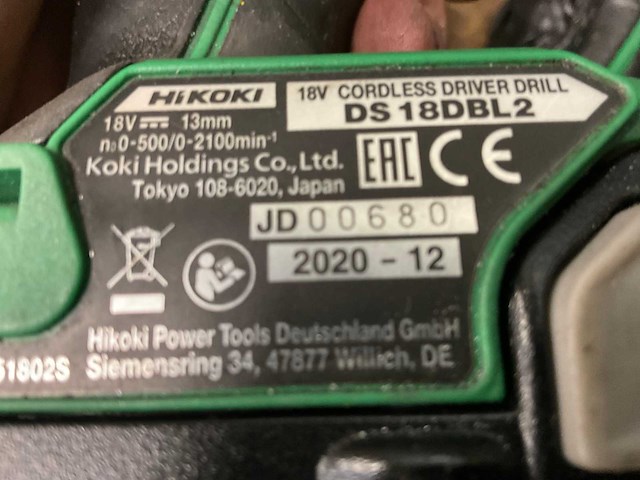 HiKOKI
18V CORDLESS DRIVER DRILL
DS 18DBL2
18V 13mm
n₀0-500/0-2100min⁻¹
Koki Holdings Co., Ltd.
Tokyo 108-6020, Japan
EAC CE
JD00680
2020 - 12
Hikoki Power Tools Deutschland GmbH
51802S Siemensring 34, 47877 Willich, DE